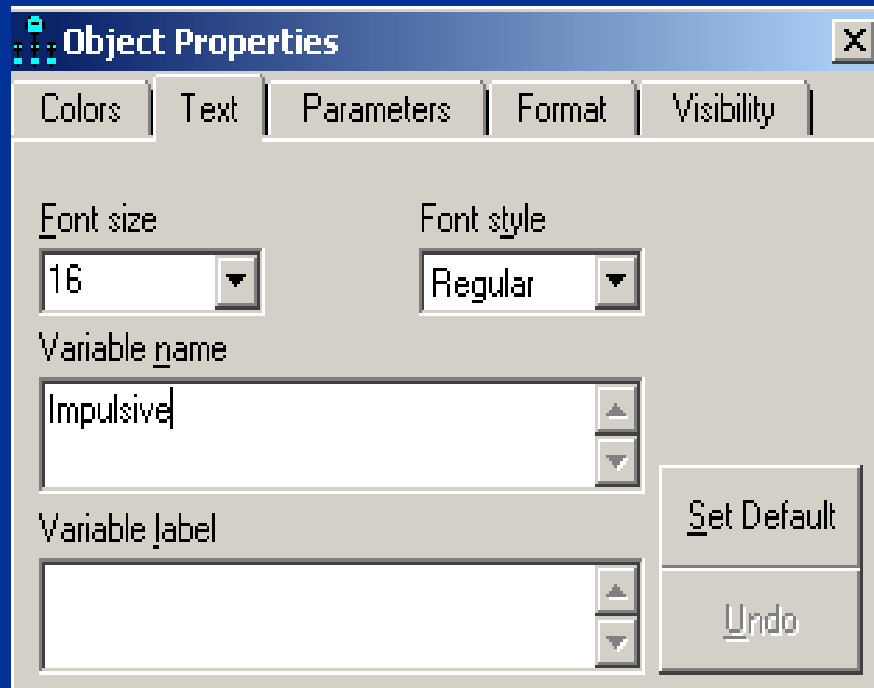 Object Properties
Colors Text Parameters Format Visibility
Font size Font style
16 Regular
Variable name
Impulsive
Variable label
Set Default
Undo